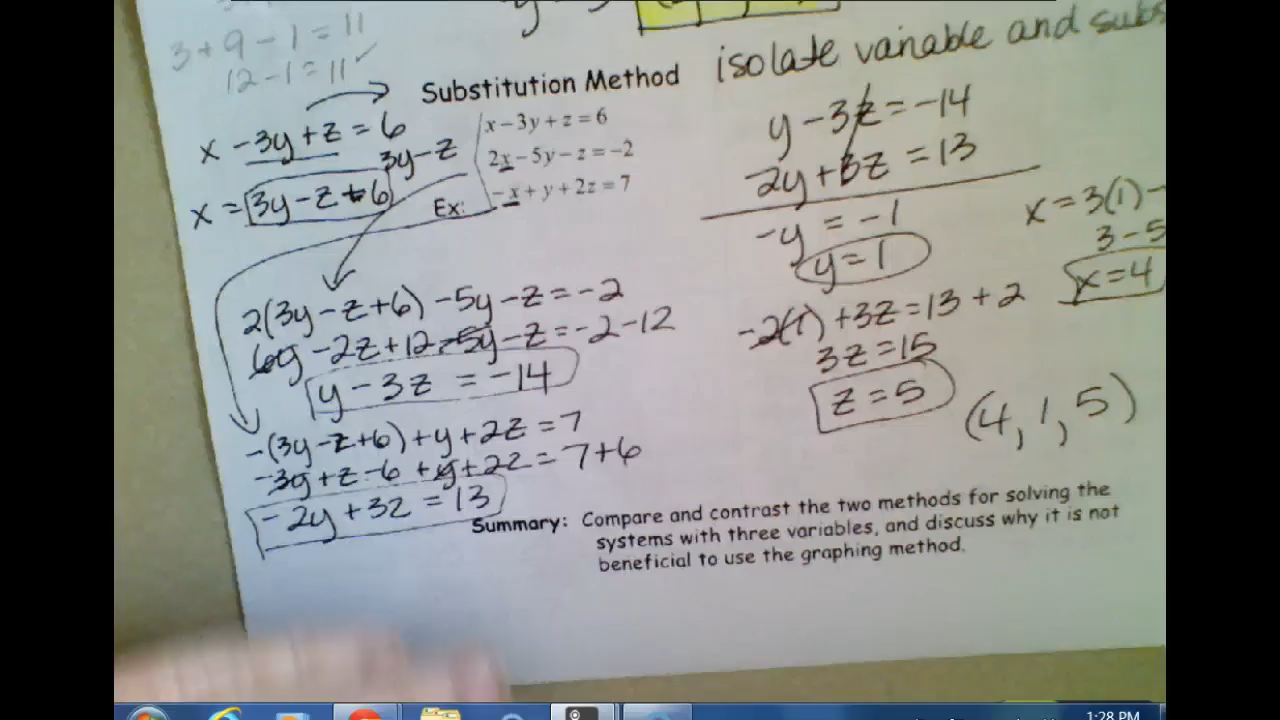 3 + 9 - 1 = 11
12 - 1 = 11 ✓
isolate variable and subs
Substitution Method
x - 3y + z = 6
3y - z
x = 3y - z + 6
Ex:
x - 3y + z = 6
2x - 5y - z = -2
-x + y + 2z = 7
2(3y - z + 6) - 5y - z = -2
6y - 2z + 12 - 5y - z = -2 - 12
y - 3z = -14
-(3y - z + 6) + y + 2z = 7
-3y + z - 6 + y + 2z = 7 + 6
-2y + 3z = 13
y - 3z = -14
-2y + 3z = 13
-y = -1
y = 1
-2(1) + 3z = 13 + 2
3z = 15
z = 5
x = 3(1) -
3 - 5
x = 4
(4, 1, 5)
Summary: Compare and contrast the two methods for solving the
systems with three variables, and discuss why it is not
beneficial to use the graphing method.
1:28 PM